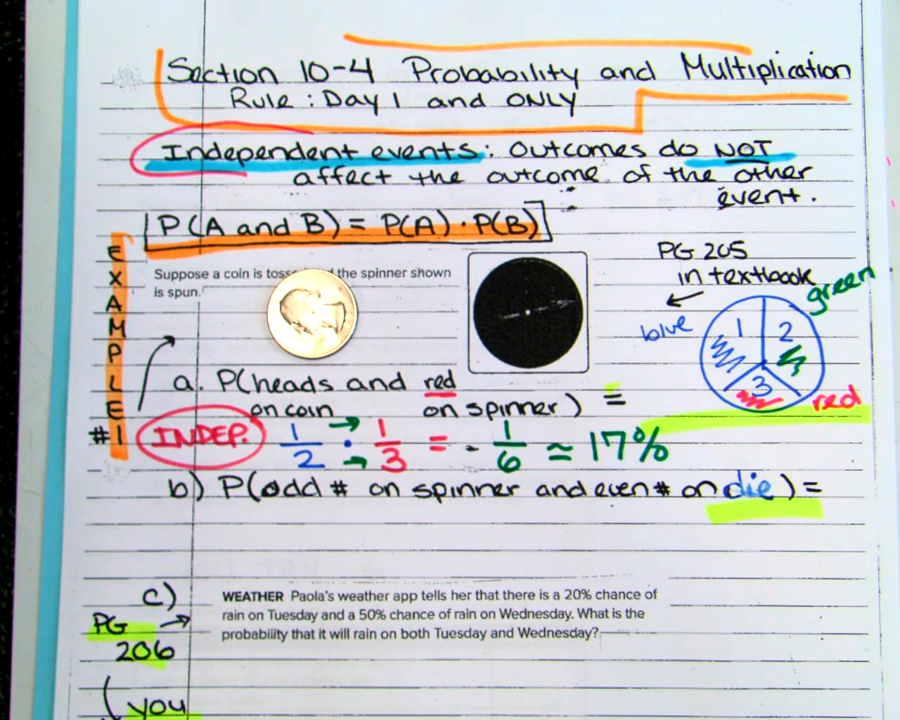 Section 10-4 Probability and Multiplication
Rule: Day 1 and ONLY
Independent events: outcomes do NOT
affect the outcome of the other
event.
P(A and B) = P(A) · P(B)
EXAMPLE
#1
Suppose a coin is the spinner shown
is spun.
PG 205
in textbook
green
blue
1
2
3
red
a. P(heads and red =
on coin on spinner)
INDEP. 1/2 · 1/3 = 1/6 ≈ 17%
b) P(odd # on spinner and even # on die) =
c)
PG
206
WEATHER Paola's weather app tells her that there is a 20% chance of
rain on Tuesday and a 50% chance of rain on Wednesday. What is the
probability that it will rain on both Tuesday and Wednesday?
you